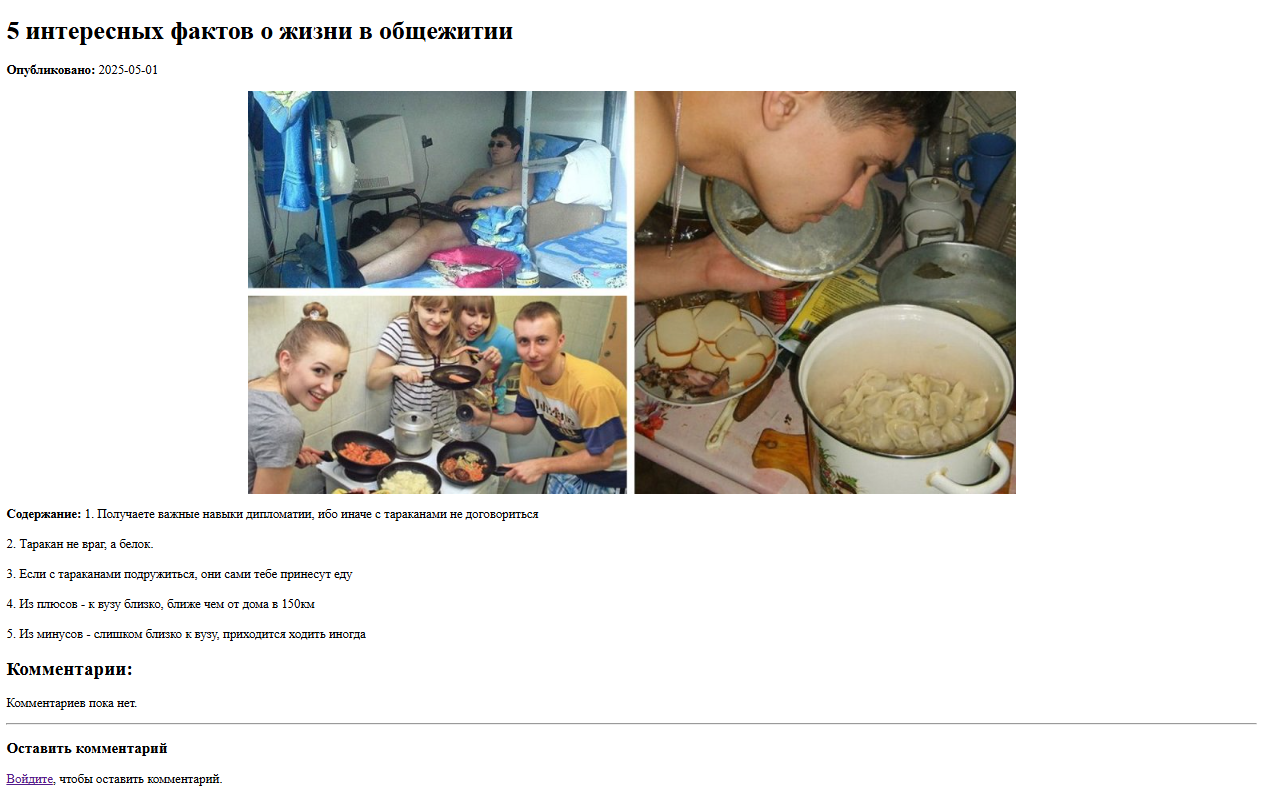 5 интересных фактов о жизни в общежитии
Опубликовано: 2025-05-01
Содержание: 1. Получаете важные навыки дипломатии, ибо иначе с тараканами не договориться
2. Таракан не враг, а белок.
3. Если с тараканами подружиться, они сами тебе принесут еду
4. Из плюсов - к вузу близко, ближе чем от дома в 150км
5. Из минусов - слишком близко к вузу, приходится ходить иногда
Комментарии:
Комментариев пока нет.
Оставить комментарий
Войдите, чтобы оставить комментарий.